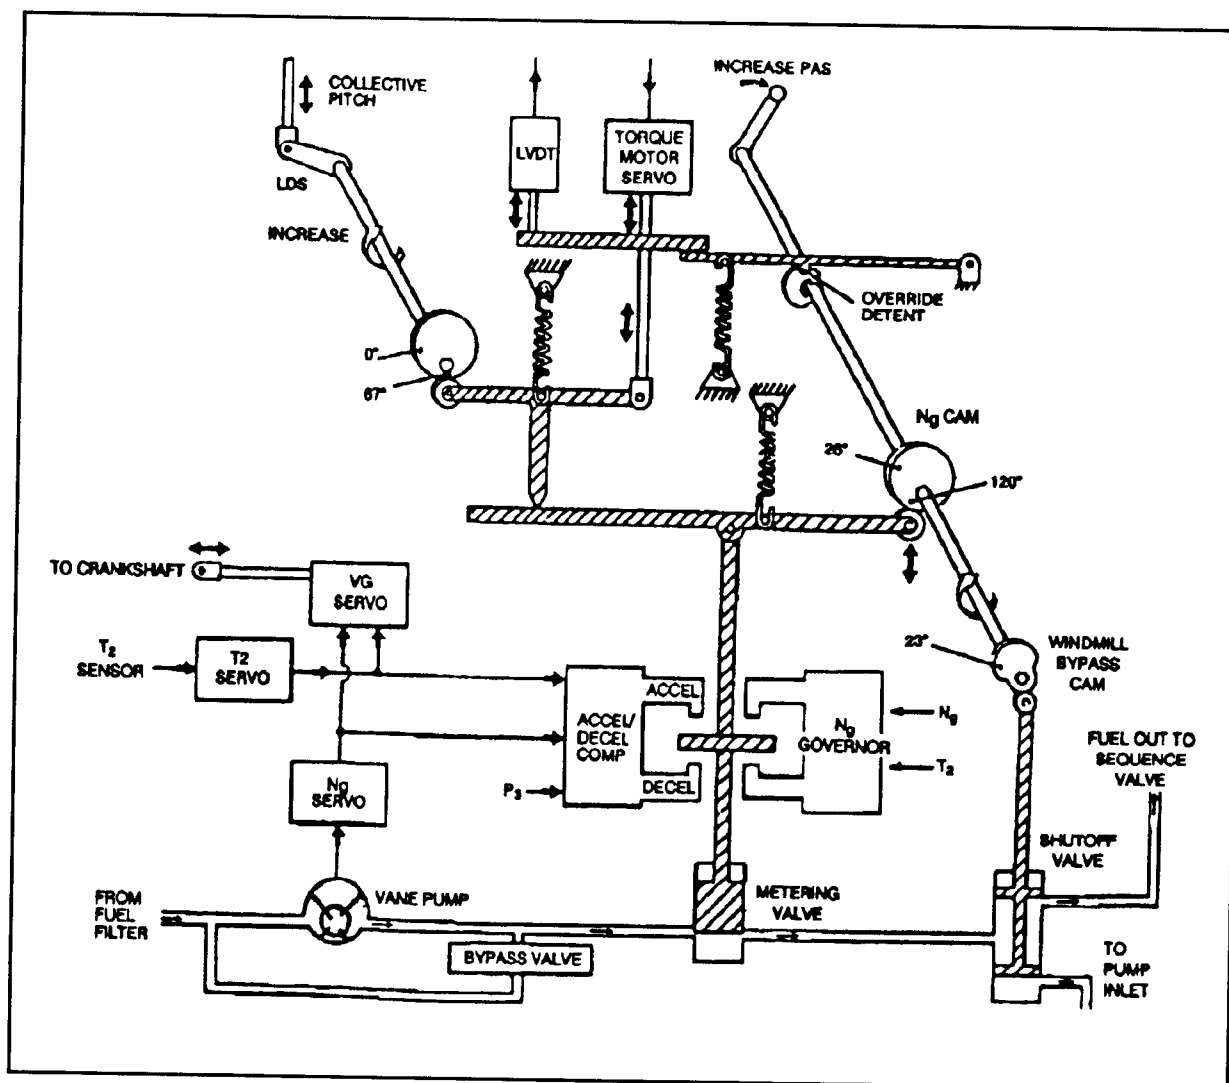 COLLECTIVE
PITCH
INCREASE PAS
LVDT
TORQUE
MOTOR
SERVO
LDS
INCREASE
OVERRIDE
DETENT
0°
67°
Ng CAM
26°
120°
TO CRANKSHAFT
VG
SERVO
T2
SENSOR
T2
SERVO
23°
WINDMILL
BYPASS
CAM
ACCEL
ACCEL/
DECEL
COMP
DECEL
Ng
GOVERNOR
Ng
T2
P3
Ng
SERVO
FUEL OUT TO
SEQUENCE
VALVE
SHUTOFF
VALVE
FROM
FUEL
FILTER
VANE PUMP
METERING
VALVE
BYPASS VALVE
TO
PUMP
INLET